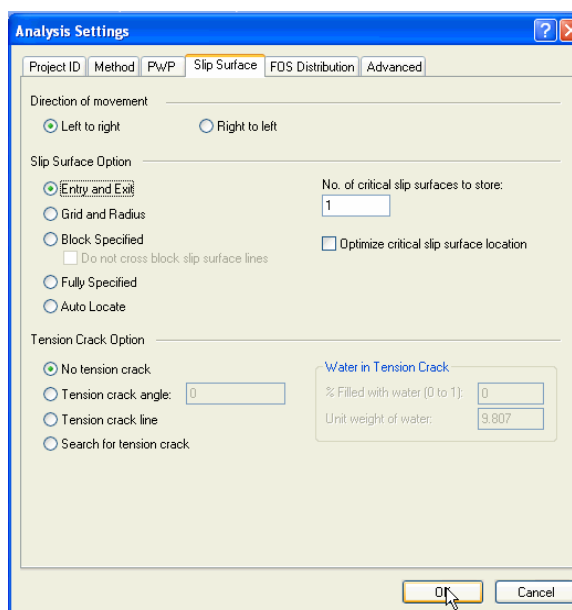 Analysis Settings
Project ID Method PWP Slip Surface FOS Distribution Advanced
Direction of movement
Left to right Right to left
Slip Surface Option
Entry and Exit No. of critical slip surfaces to store:
1
Grid and Radius
Block Specified Optimize critical slip surface location
Do not cross block slip surface lines
Fully Specified
Auto Locate
Tension Crack Option
No tension crack Water in Tension Crack
Tension crack angle: 0 % Filled with water (0 to 1): 0
Tension crack line Unit weight of water: 9.807
Search for tension crack
OK Cancel